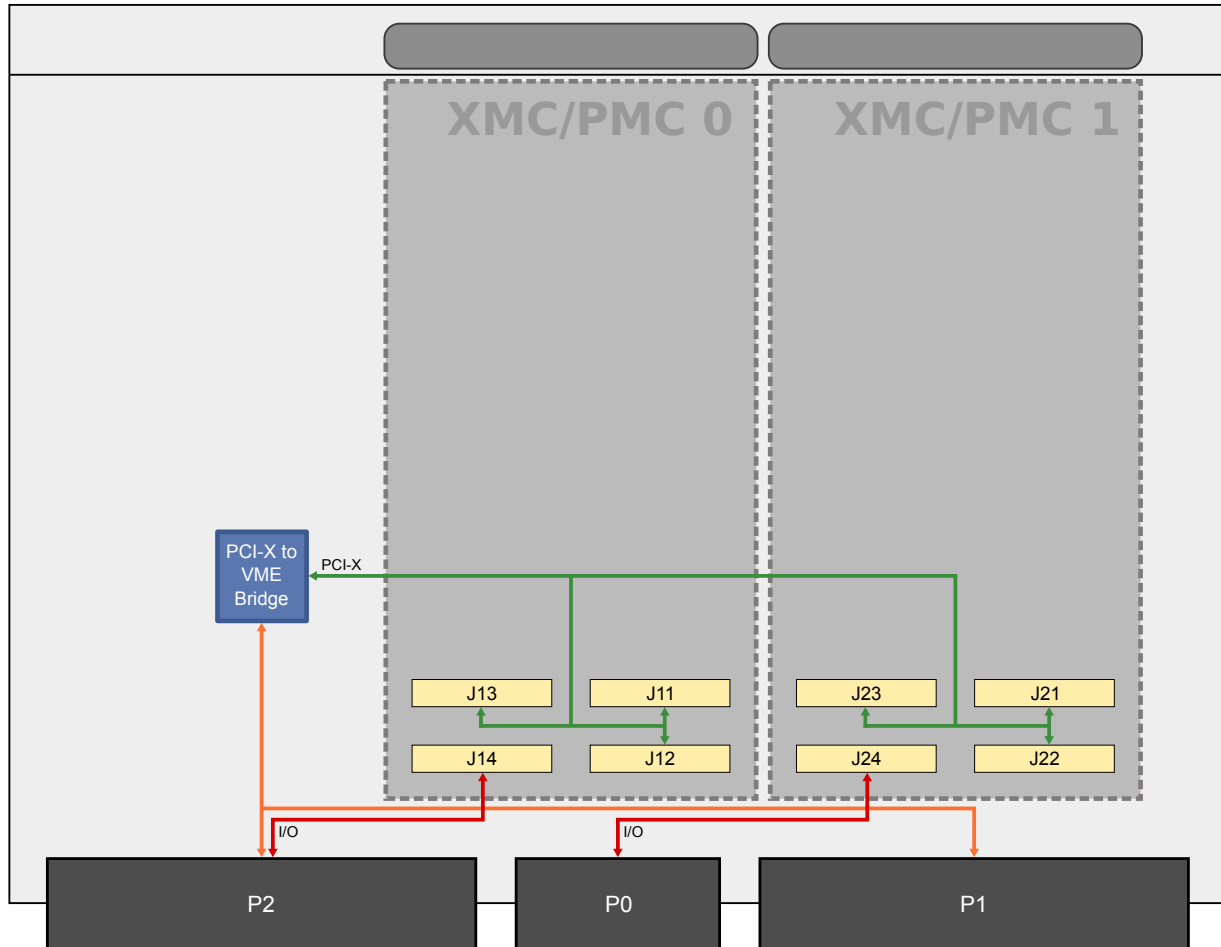 XMC/PMC 0
XMC/PMC 1
PCI-X to
VME
Bridge
PCI-X
J13
J11
J23
J21
J14
J12
J24
J22
I/O
I/O
P2
P0
P1